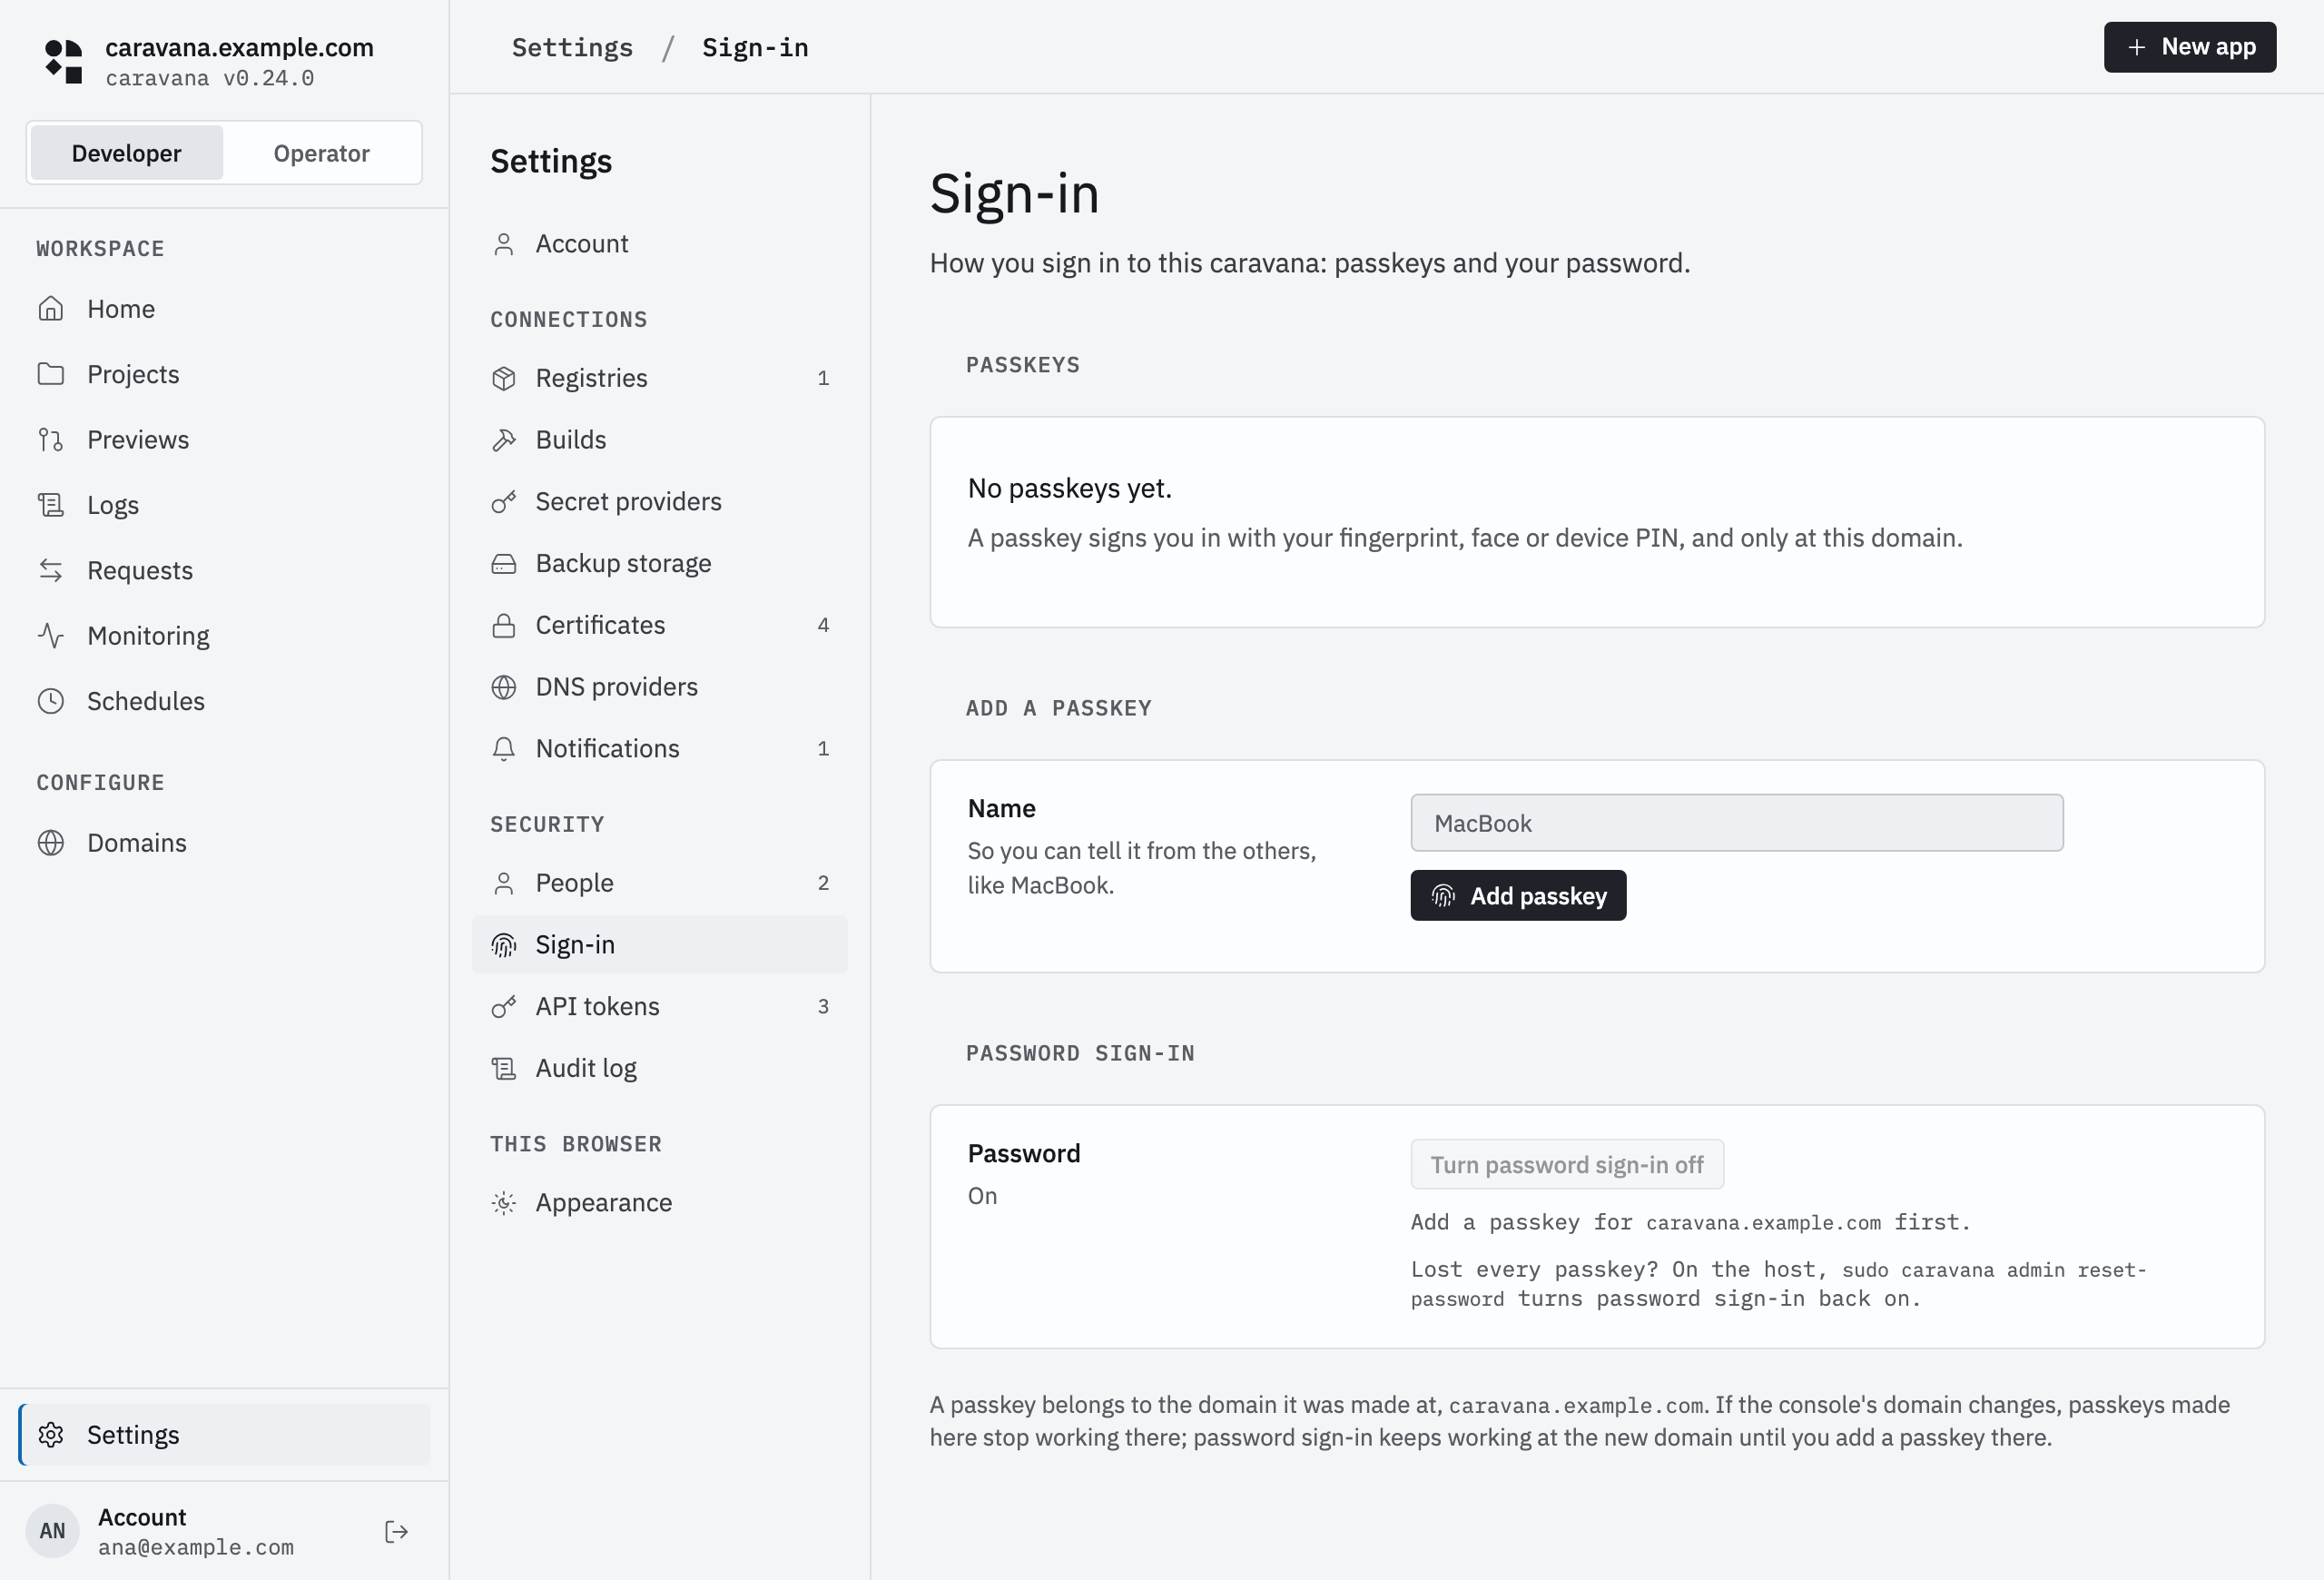 caravana.example.com
caravana v0.24.0
Developer
Operator
WORKSPACE
Home
Projects
Previews
Logs
Requests
Monitoring
Schedules
CONFIGURE
Domains
Settings
AN
Account
ana@example.com
Settings / Sign-in
New app
Settings
Account
CONNECTIONS
Registries 1
Builds
Secret providers
Backup storage
Certificates 4
DNS providers
Notifications 1
SECURITY
People 2
Sign-in
API tokens 3
Audit log
THIS BROWSER
Appearance
Sign-in
How you sign in to this caravana: passkeys and your password.
PASSKEYS
No passkeys yet.
A passkey signs you in with your fingerprint, face or device PIN, and only at this domain.
ADD A PASSKEY
Name
So you can tell it from the others,
like MacBook.
MacBook
Add passkey
PASSWORD SIGN-IN
Password
On
Turn password sign-in off
Add a passkey for caravana.example.com first.
Lost every passkey? On the host, sudo caravana admin reset-
password turns password sign-in back on.
A passkey belongs to the domain it was made at, caravana.example.com. If the console's domain changes, passkeys made
here stop working there; password sign-in keeps working at the new domain until you add a passkey there.